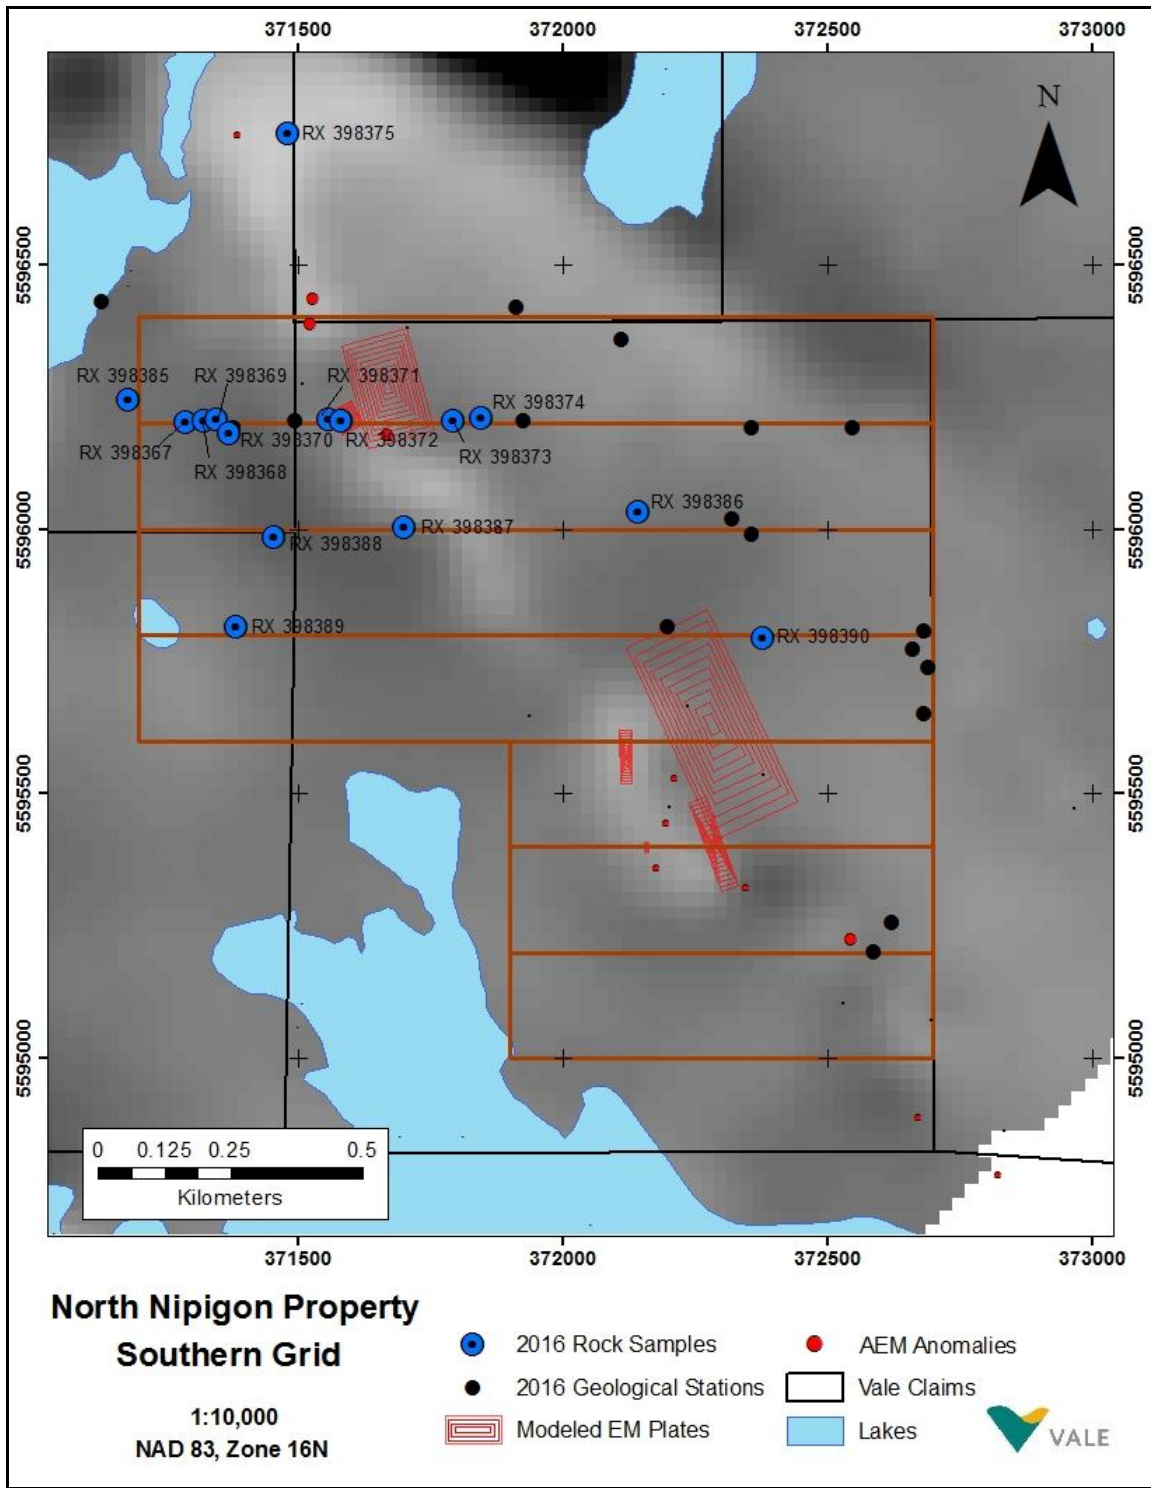 371500 372000 372500 373000
N
RX 398375
5596500 5596500
RX 398385 RX 398369 RX 398371
RX 398374
RX 398370 RX 398372
RX 398367 RX 398373
RX 398368
RX 398386
RX 398387
5596000 5596000
RX 398388
RX 398389 RX 398390
5595500 5595500
5595000 5595000
0 0.125 0.25 0.5
Kilometers
371500 372000 372500 373000
North Nipigon Property
Southern Grid
1:10,000
NAD 83, Zone 16N
2016 Rock Samples
2016 Geological Stations
Modeled EM Plates
AEM Anomalies
Vale Claims
Lakes
VALE